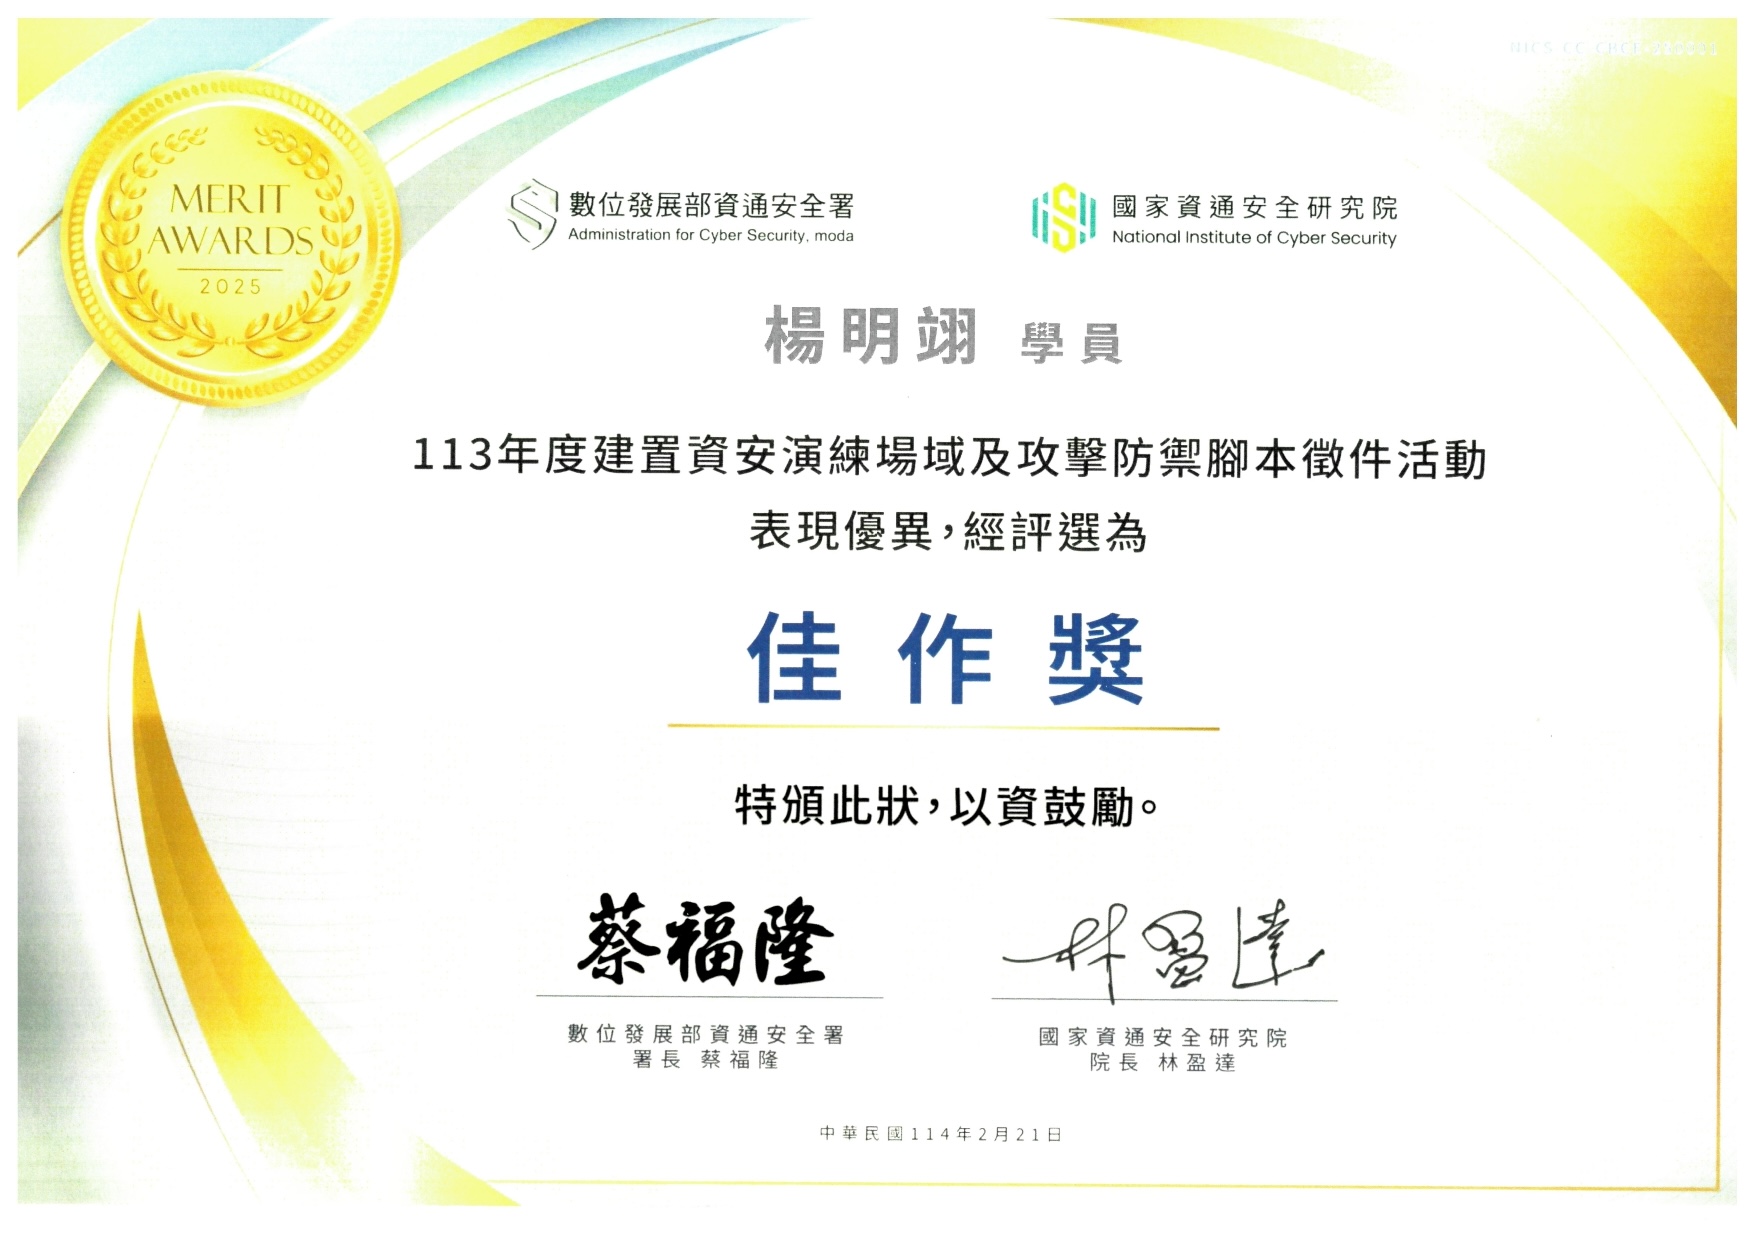 MERIT
AWARDS
2025
數位發展部資通安全署
Administration for Cyber Security, moda
國家資通安全研究院
National Institute of Cyber Security
楊明翊 學員
113年度建置資安演練場域及攻擊防禦腳本徵件活動
表現優異,經評選為
佳作獎
特頒此狀,以資鼓勵。
蔡福隆
林盈達
數位發展部資通安全署
署長 蔡福隆
國家資通安全研究院
院長 林盈達
中華民國114年2月21日